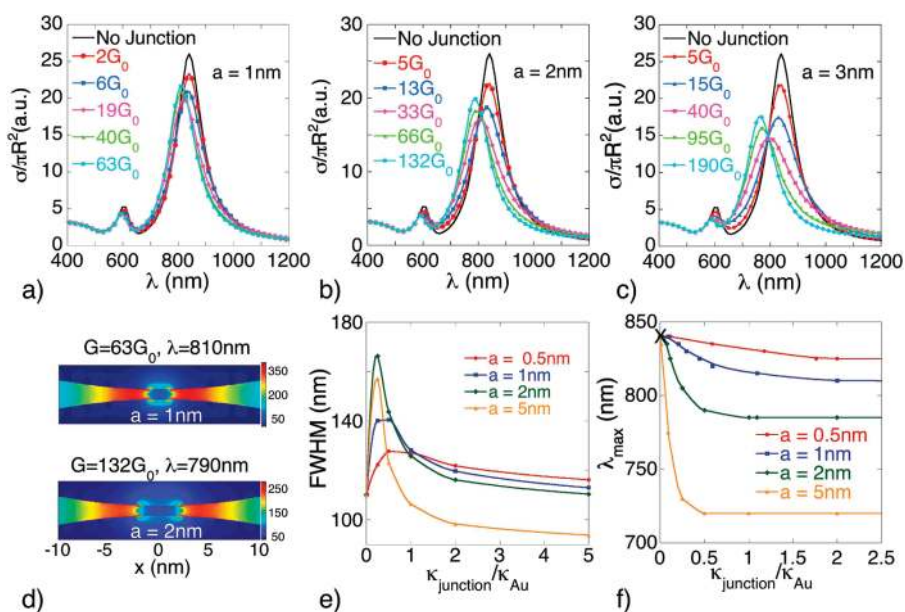 30
25
20
15
10
5
0
σ/πR²(a.u.)
No Junction
2G₀
6G₀
19G₀
40G₀
63G₀
a = 1nm
400 600 800 1000 1200
λ (nm)
a)
30
25
20
15
10
5
0
σ/πR²(a.u.)
No Junction
5G₀
13G₀
33G₀
66G₀
132G₀
a = 2nm
400 600 800 1000 1200
λ (nm)
b)
30
25
20
15
10
5
0
σ/πR²(a.u.)
No Junction
5G₀
15G₀
40G₀
95G₀
190G₀
a = 3nm
400 600 800 1000 1200
λ (nm)
c)
G=63G₀, λ=810nm
a = 1nm
350
200
50
G=132G₀, λ=790nm
a = 2nm
250
150
50
-10 -5 0 5 10
x (nm)
d)
180
140
100
FWHM (nm)
a = 0.5nm
a = 1nm
a = 2nm
a = 5nm
0 1 2 3 4 5
κjunction/κAu
e)
850
800
750
700
λmax (nm)
a = 0.5nm
a = 1nm
a = 2nm
a = 5nm
0 0.5 1 1.5 2 2.5
κjunction/κAu
f)